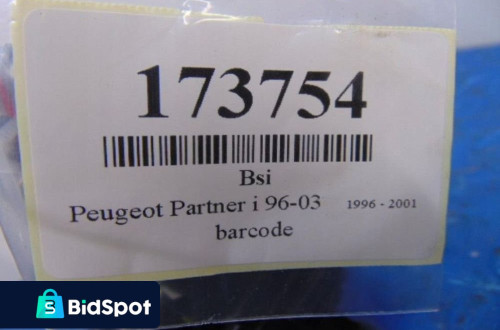 173754
Bsi
Peugeot Partner i 96-03 1996 - 2001
barcode
BidSpot